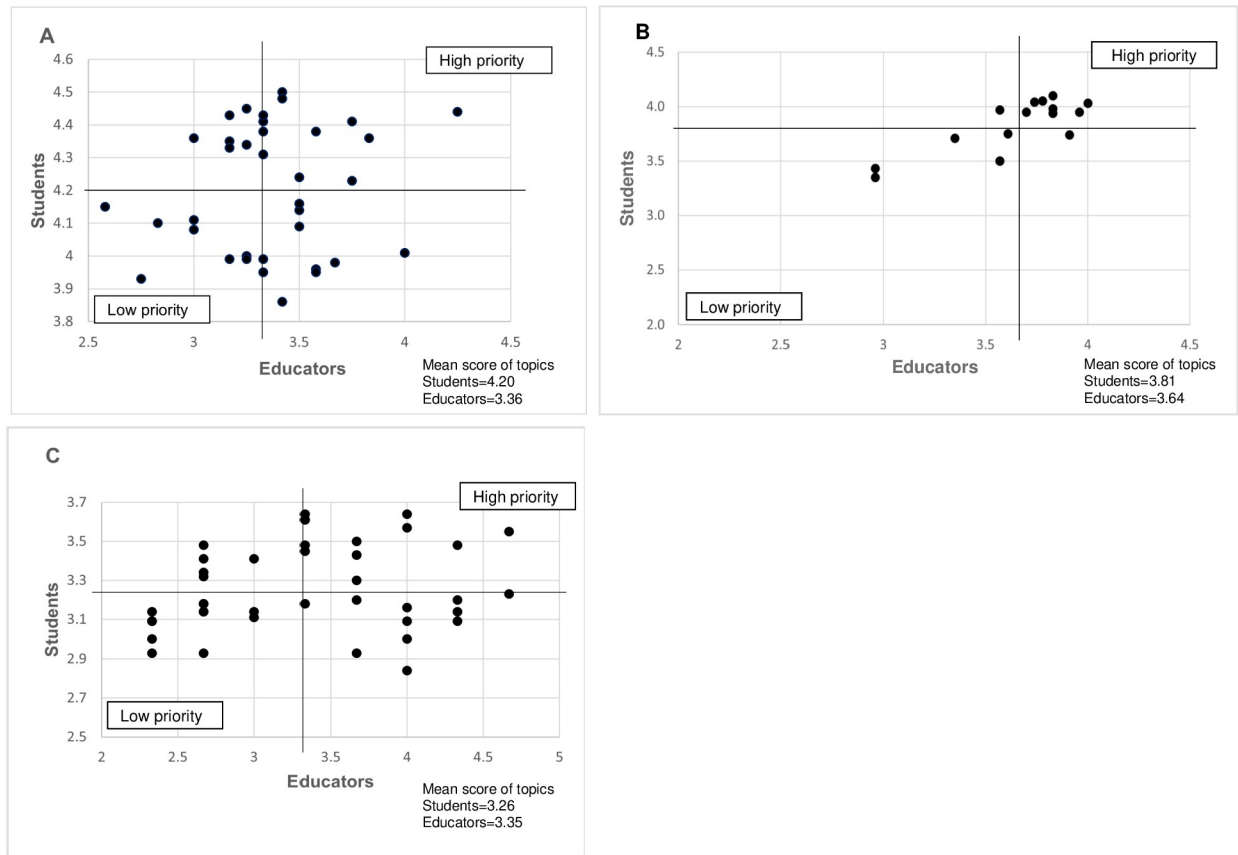 A
High priority
4.6
4.5
4.4
4.3
4.2
4.1
4
3.9
3.8
Students
Low priority
2.5 3 3.5 4 4.5
Educators
Mean score of topics
Students=4.20
Educators=3.36
B
High priority
4.5
4.0
3.5
3.0
2.5
2.0
Students
Low priority
2 2.5 3 3.5 4 4.5
Educators
Mean score of topics
Students=3.81
Educators=3.64
C
High priority
3.7
3.5
3.3
3.1
2.9
2.7
2.5
Students
Low priority
2 2.5 3 3.5 4 4.5 5
Educators
Mean score of topics
Students=3.26
Educators=3.35